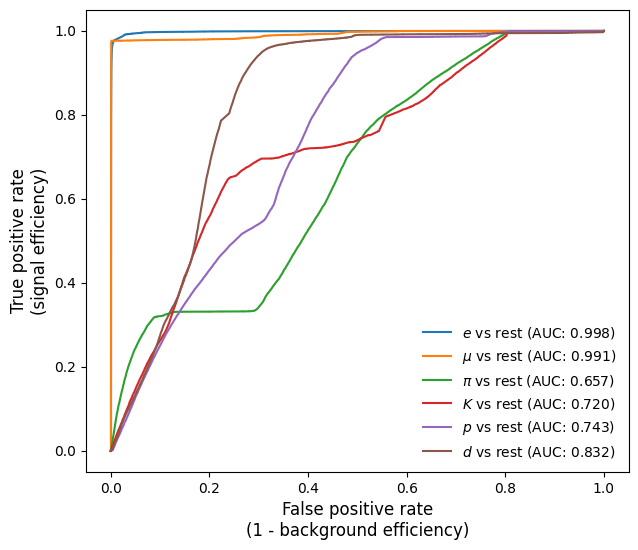 1.0
0.8
0.6
0.4
0.2
0.0
True positive rate
(signal efficiency)
e vs rest (AUC: 0.998)
μ vs rest (AUC: 0.991)
π vs rest (AUC: 0.657)
K vs rest (AUC: 0.720)
p vs rest (AUC: 0.743)
d vs rest (AUC: 0.832)
0.0 0.2 0.4 0.6 0.8 1.0
False positive rate
(1 - background efficiency)